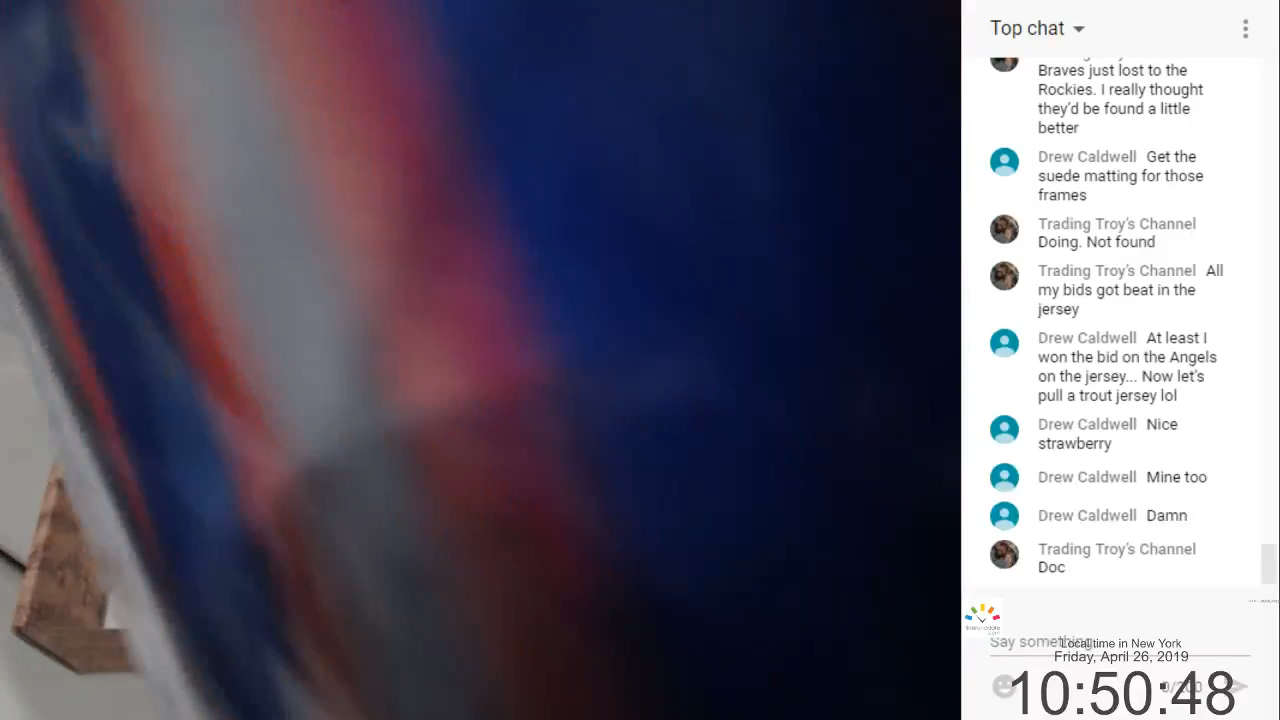 Top chat
Braves just lost to the
Rockies. I really thought
they'd be found a little
better
Drew Caldwell Get the
suede matting for those
frames
Trading Troy's Channel
Doing. Not found
Trading Troy's Channel All
my bids got beat in the
jersey
Drew Caldwell At least I
won the bid on the Angels
on the jersey... Now let's
pull a trout jersey lol
Drew Caldwell Nice
strawberry
Drew Caldwell Mine too
Drew Caldwell Damn
Trading Troy's Channel
Doc
Say something...
Local time in New York
Friday, April 26, 2019
10:50:48